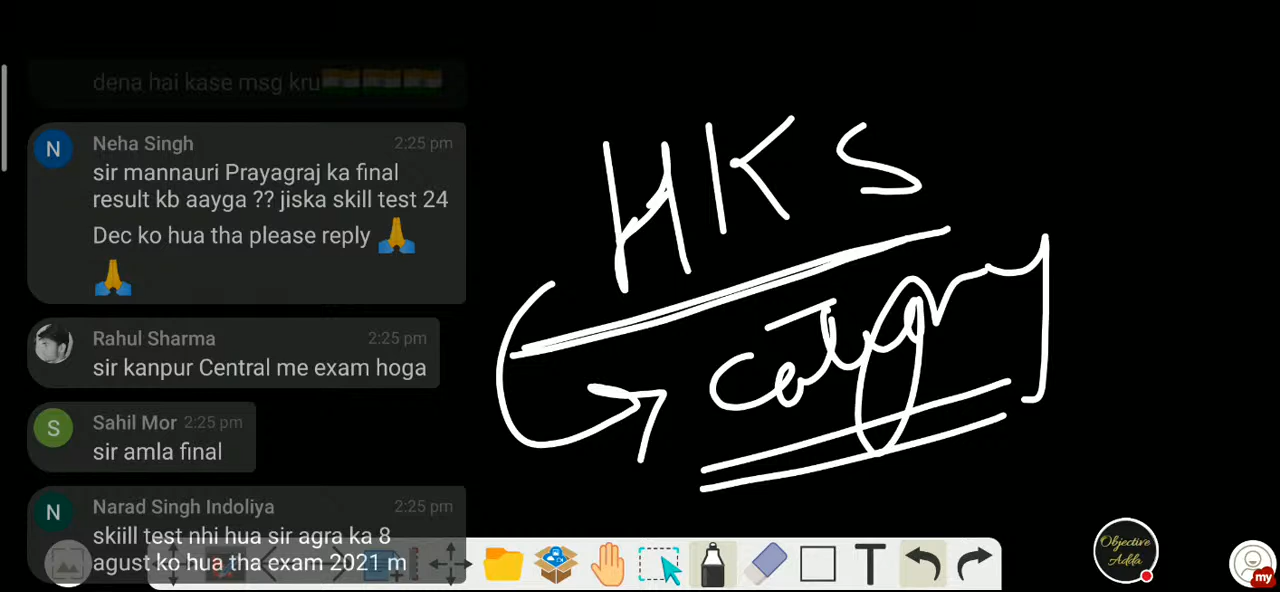 dena hai kase msg kru
Neha Singh 2:25 pm
sir mannauri Prayagraj ka final
result kb aayga ?? jiska skill test 24
Dec ko hua tha please reply
Rahul Sharma 2:25 pm
sir kanpur Central me exam hoga
Sahil Mor 2:25 pm
sir amla final
Narad Singh Indoliya 2:25 pm
skiill test nhi hua sir agra ka 8
agust ko hua tha exam 2021 m
HKS
category
T
Objective
Adda
my